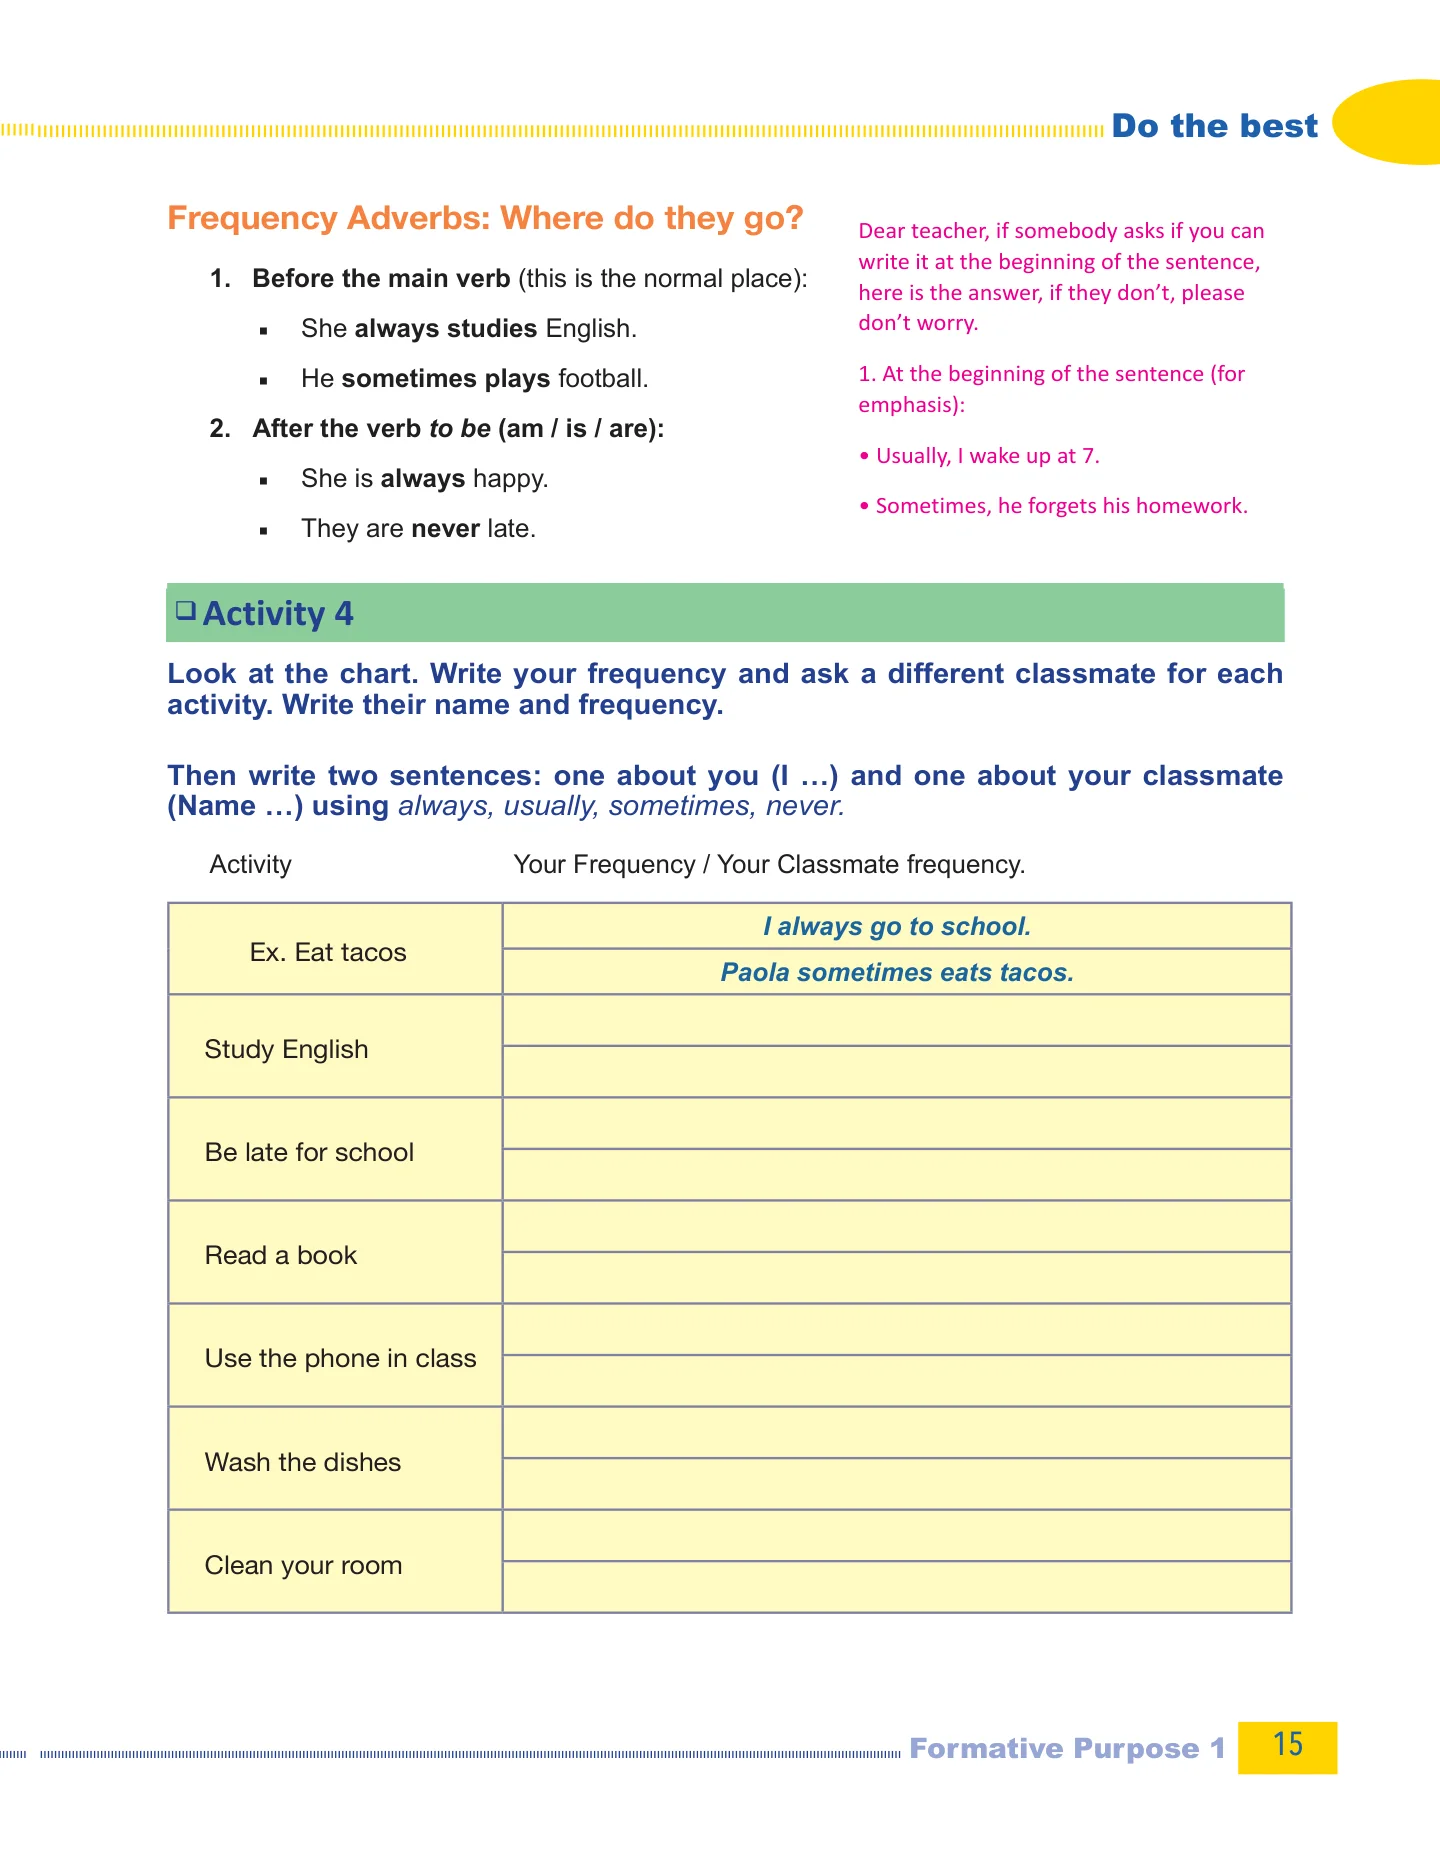 Do the best
Frequency Adverbs: Where do they go?
1. Before the main verb (this is the normal place):
▪ She always studies English.
▪ He sometimes plays football.
2. After the verb to be (am / is / are):
▪ She is always happy.
▪ They are never late.
Dear teacher, if somebody asks if you can
write it at the beginning of the sentence,
here is the answer, if they don’t, please
don’t worry.
1. At the beginning of the sentence (for
emphasis):
• Usually, I wake up at 7.
• Sometimes, he forgets his homework.
❑ Activity 4
Look at the chart. Write your frequency and ask a different classmate for each
activity. Write their name and frequency.
Then write two sentences: one about you (I …) and one about your classmate
(Name …) using always, usually, sometimes, never.
Activity Your Frequency / Your Classmate frequency.
Ex. Eat tacos
I always go to school.
Paola sometimes eats tacos.
Study English
Be late for school
Read a book
Use the phone in class
Wash the dishes
Clean your room
Formative Purpose 1 15